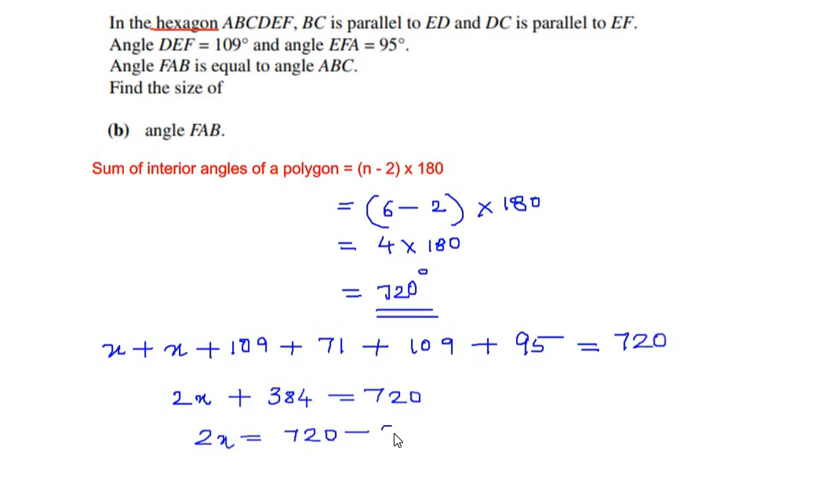 In the hexagon ABCDEF, BC is parallel to ED and DC is parallel to EF.
Angle DEF = 109° and angle EFA = 95°.
Angle FAB is equal to angle ABC.
Find the size of
(b) angle FAB.
Sum of interior angles of a polygon = (n - 2) x 180
= (6 - 2) × 180
= 4 × 180
= 720°
x + x + 109 + 71 + 109 + 95 = 720
2x + 384 = 720
2x = 720 -